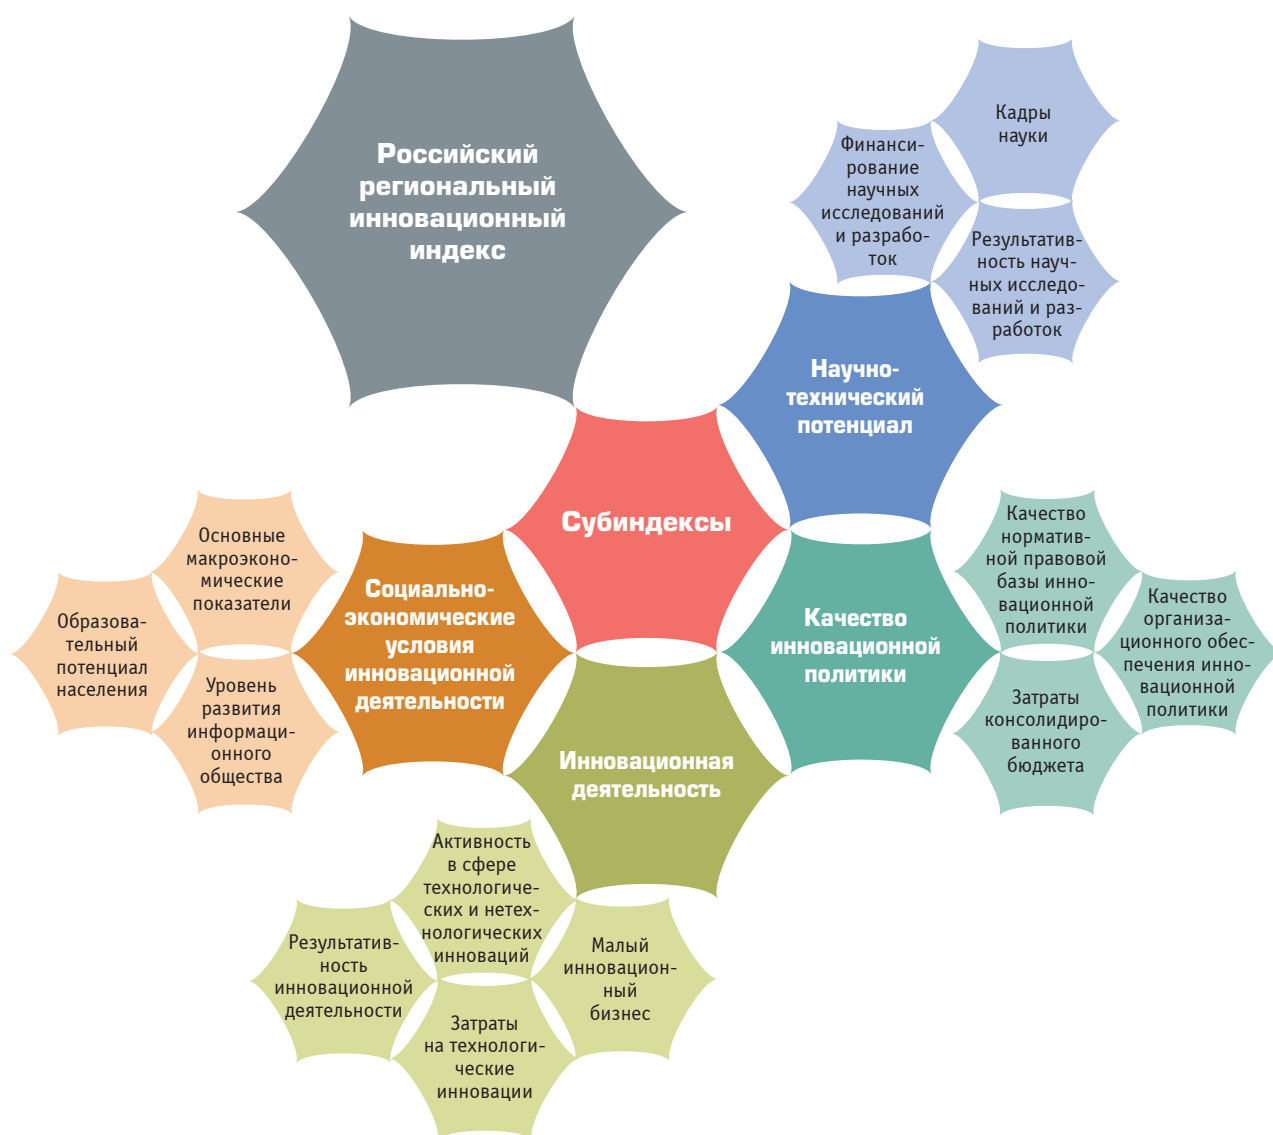 Российский
региональный
инновационный
индекс
Кадры
науки
Финанси-
рование
научных
исследований
и разрабо-
ток
Результатив-
ность науч-
ных исследо-
ваний и раз-
работок
Научно-
технический
потенциал
Субиндексы
Качество
инновационной
политики
Качество
норматив-
ной правовой
базы инно-
вационной
политики
Качество
организа-
ционного обес-
печения инно-
вационной
политики
Затраты
консолидиро-
ванного
бюджета
Социально-
экономические
условия
инновационной
деятельности
Основные
макроэконо-
мические
показатели
Образова-
тельный
потенциал
населения
Уровень
развития
информаци-
онного
общества
Инновационная
деятельность
Активность
в сфере
технологиче-
ских и нетех-
нологических
инноваций
Результатив-
ность
инновационной
деятельности
Малый
инновацион-
ный
бизнес
Затраты
на технологи-
ческие
инновации